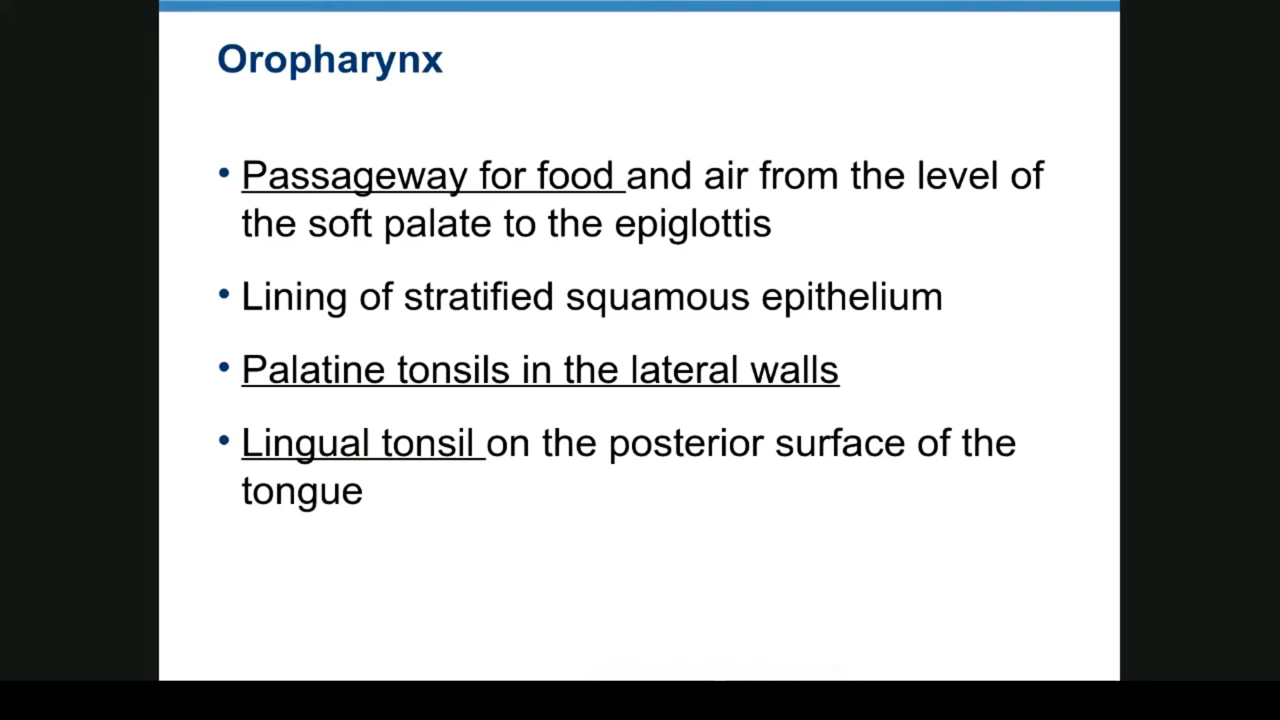 Oropharynx
• Passageway for food and air from the level of
the soft palate to the epiglottis
• Lining of stratified squamous epithelium
• Palatine tonsils in the lateral walls
• Lingual tonsil on the posterior surface of the
tongue